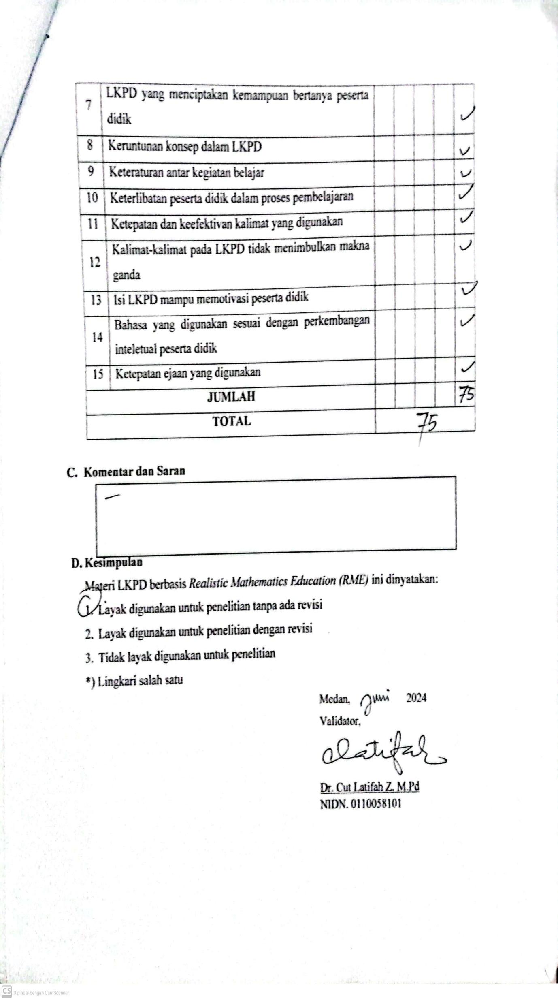 7 LKPD yang menciptakan kemampuan bertanya peserta
didik ✓
8 Keruntunan konsep dalam LKPD ✓
9 Keteraturan antar kegiatan belajar ✓
10 Keterlibatan peserta didik dalam proses pembelajaran ✓
11 Ketepatan dan keefektivan kalimat yang digunakan ✓
12 Kalimat-kalimat pada LKPD tidak menimbulkan makna ✓
ganda
13 Isi LKPD mampu memotivasi peserta didik ✓
14 Bahasa yang digunakan sesuai dengan perkembangan ✓
inteletual peserta didik
15 Ketepatan ejaan yang digunakan ✓
JUMLAH 75
TOTAL 75
C. Komentar dan Saran
–
D. Kesimpulan
Materi LKPD berbasis Realistic Mathematics Education (RME) ini dinyatakan:
1. Layak digunakan untuk penelitian tanpa ada revisi
2. Layak digunakan untuk penelitian dengan revisi
3. Tidak layak digunakan untuk penelitian
*) Lingkari salah satu
Medan, Juni 2024
Validator,
CLatifah
Dr. Cut Latifah Z. M.Pd
NIDN. 0110058101
CS Dipindai dengan CamScanner